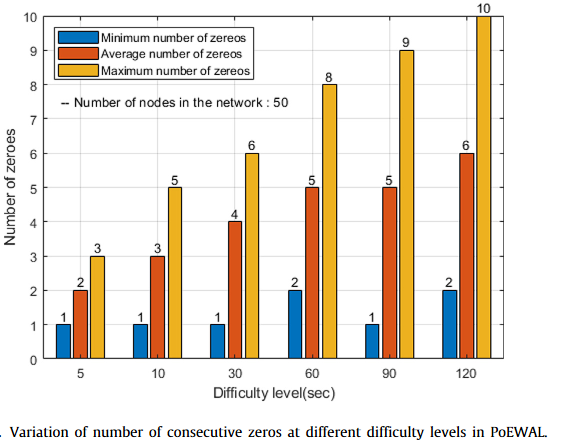 10
9
8
7
6
5
4
3
2
1
0
Number of zeroes
Minimum number of zereos
Average number of zereos
Maximum number of zereos
-- Number of nodes in the network : 50
1 2 3
1 3 5
1 4 6
2 5 8
1 5 9
2 6 10
5 10 30 60 90 120
Difficulty level(sec)
. Variation of number of consecutive zeros at different difficulty levels in PoEWAL.